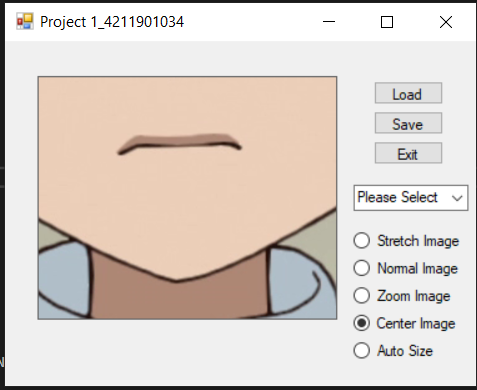 Project 1_4211901034
Load
Save
Exit
Please Select
Stretch Image
Normal Image
Zoom Image
Center Image
Auto Size
N